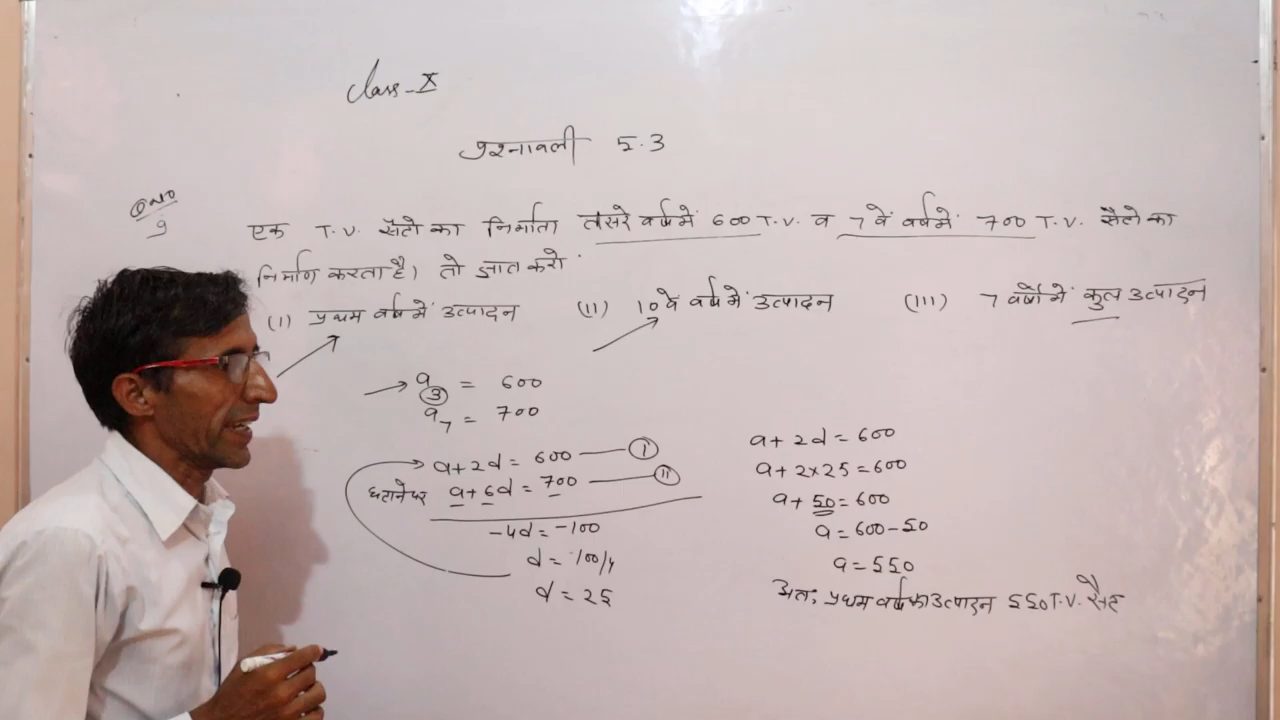 Class-X
प्रश्नावली 5.3
Q.NO
9
एक T.V. सैटो का निर्माता तीसरे वर्ष में 600 T.V. व 7 वें वर्ष में 700 T.V. सैटो का
निर्माण करता है। तो ज्ञात करो
(I) प्रथम वर्ष में उत्पादन (II) 10 वे वर्ष में उत्पादन (III) 7 वर्षों में कुल उत्पादन
a3 = 600
a7 = 700
a+2d = 600 — I
घटाने पर a+6d = 700 — II
-4d = -100
d = 100/4
d = 25
a+2d = 600
a+2×25 = 600
a+50 = 600
a = 600-50
a = 550
अतः प्रथम वर्ष का उत्पादन 550 T.V. सैट